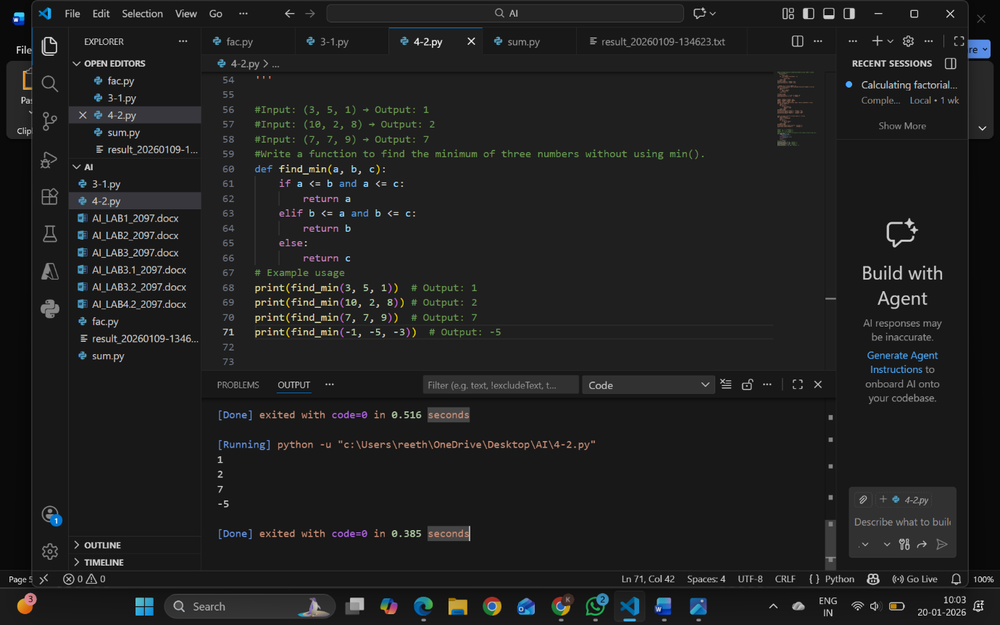 File Edit Selection View Go ··· AI
File
Pas
Clip
re
EXPLORER
OPEN EDITORS
fac.py
3-1.py
4-2.py
sum.py
result_20260109-1...
AI
3-1.py
4-2.py
AI_LAB1_2097.docx
AI_LAB2_2097.docx
AI_LAB3_2097.docx
AI_LAB3.1_2097.docx
AI_LAB3.2_2097.docx
AI_LAB4.2_2097.docx
fac.py
result_20260109-1346...
sum.py
OUTLINE
TIMELINE
fac.py 3-1.py 4-2.py sum.py result_20260109-134623.txt
4-2.py > ...
54 '''
55
56 #Input: (3, 5, 1) → Output: 1
57 #Input: (10, 2, 8) → Output: 2
58 #Input: (7, 7, 9) → Output: 7
59 #Write a function to find the minimum of three numbers without using min().
60 def find_min(a, b, c):
61 if a <= b and a <= c:
62 return a
63 elif b <= a and b <= c:
64 return b
65 else:
66 return c
67 # Example usage
68 print(find_min(3, 5, 1)) # Output: 1
69 print(find_min(10, 2, 8)) # Output: 2
70 print(find_min(7, 7, 9)) # Output: 7
71 print(find_min(-1, -5, -3)) # Output: -5
72
73
PROBLEMS OUTPUT ··· Filter (e.g. text, !excludeText, t... Code
[Done] exited with code=0 in 0.516 seconds
[Running] python -u "c:\Users\reeth\OneDrive\Desktop\AI\4-2.py"
1
2
7
-5
[Done] exited with code=0 in 0.385 seconds
RECENT SESSIONS
Calculating factorial...
Comple... Local • 1 wk
Show More
Build with
Agent
AI responses may
be inaccurate.
Generate Agent
Instructions to
onboard AI onto
your codebase.
4-2.py
Describe what to buil
Page 5 0 0 Ln 71, Col 42 Spaces: 4 UTF-8 CRLF { } Python Go Live 100%
1
3
Search
K
2
ENG
IN
10:03
20-01-2026